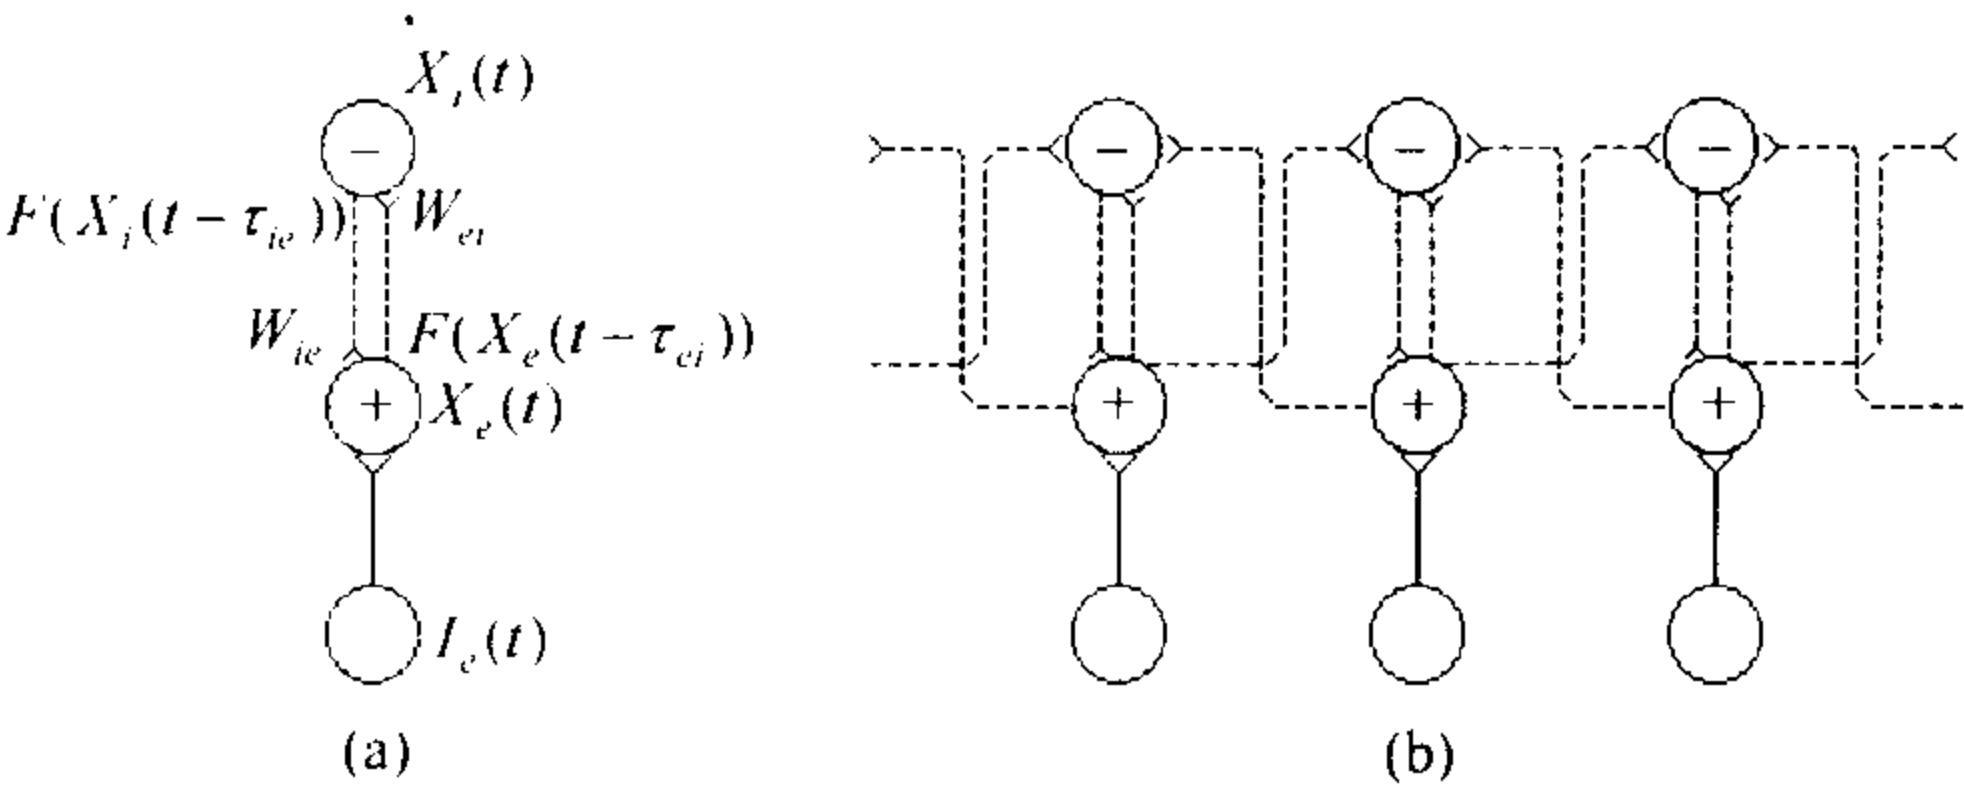 X_i(t)
−
F(X_i(t − τ_ie)) W_ei
W_ie F(X_e(t − τ_ei))
+ X_e(t)
I_e(t)
(a)
− − −
+ + +
(b)